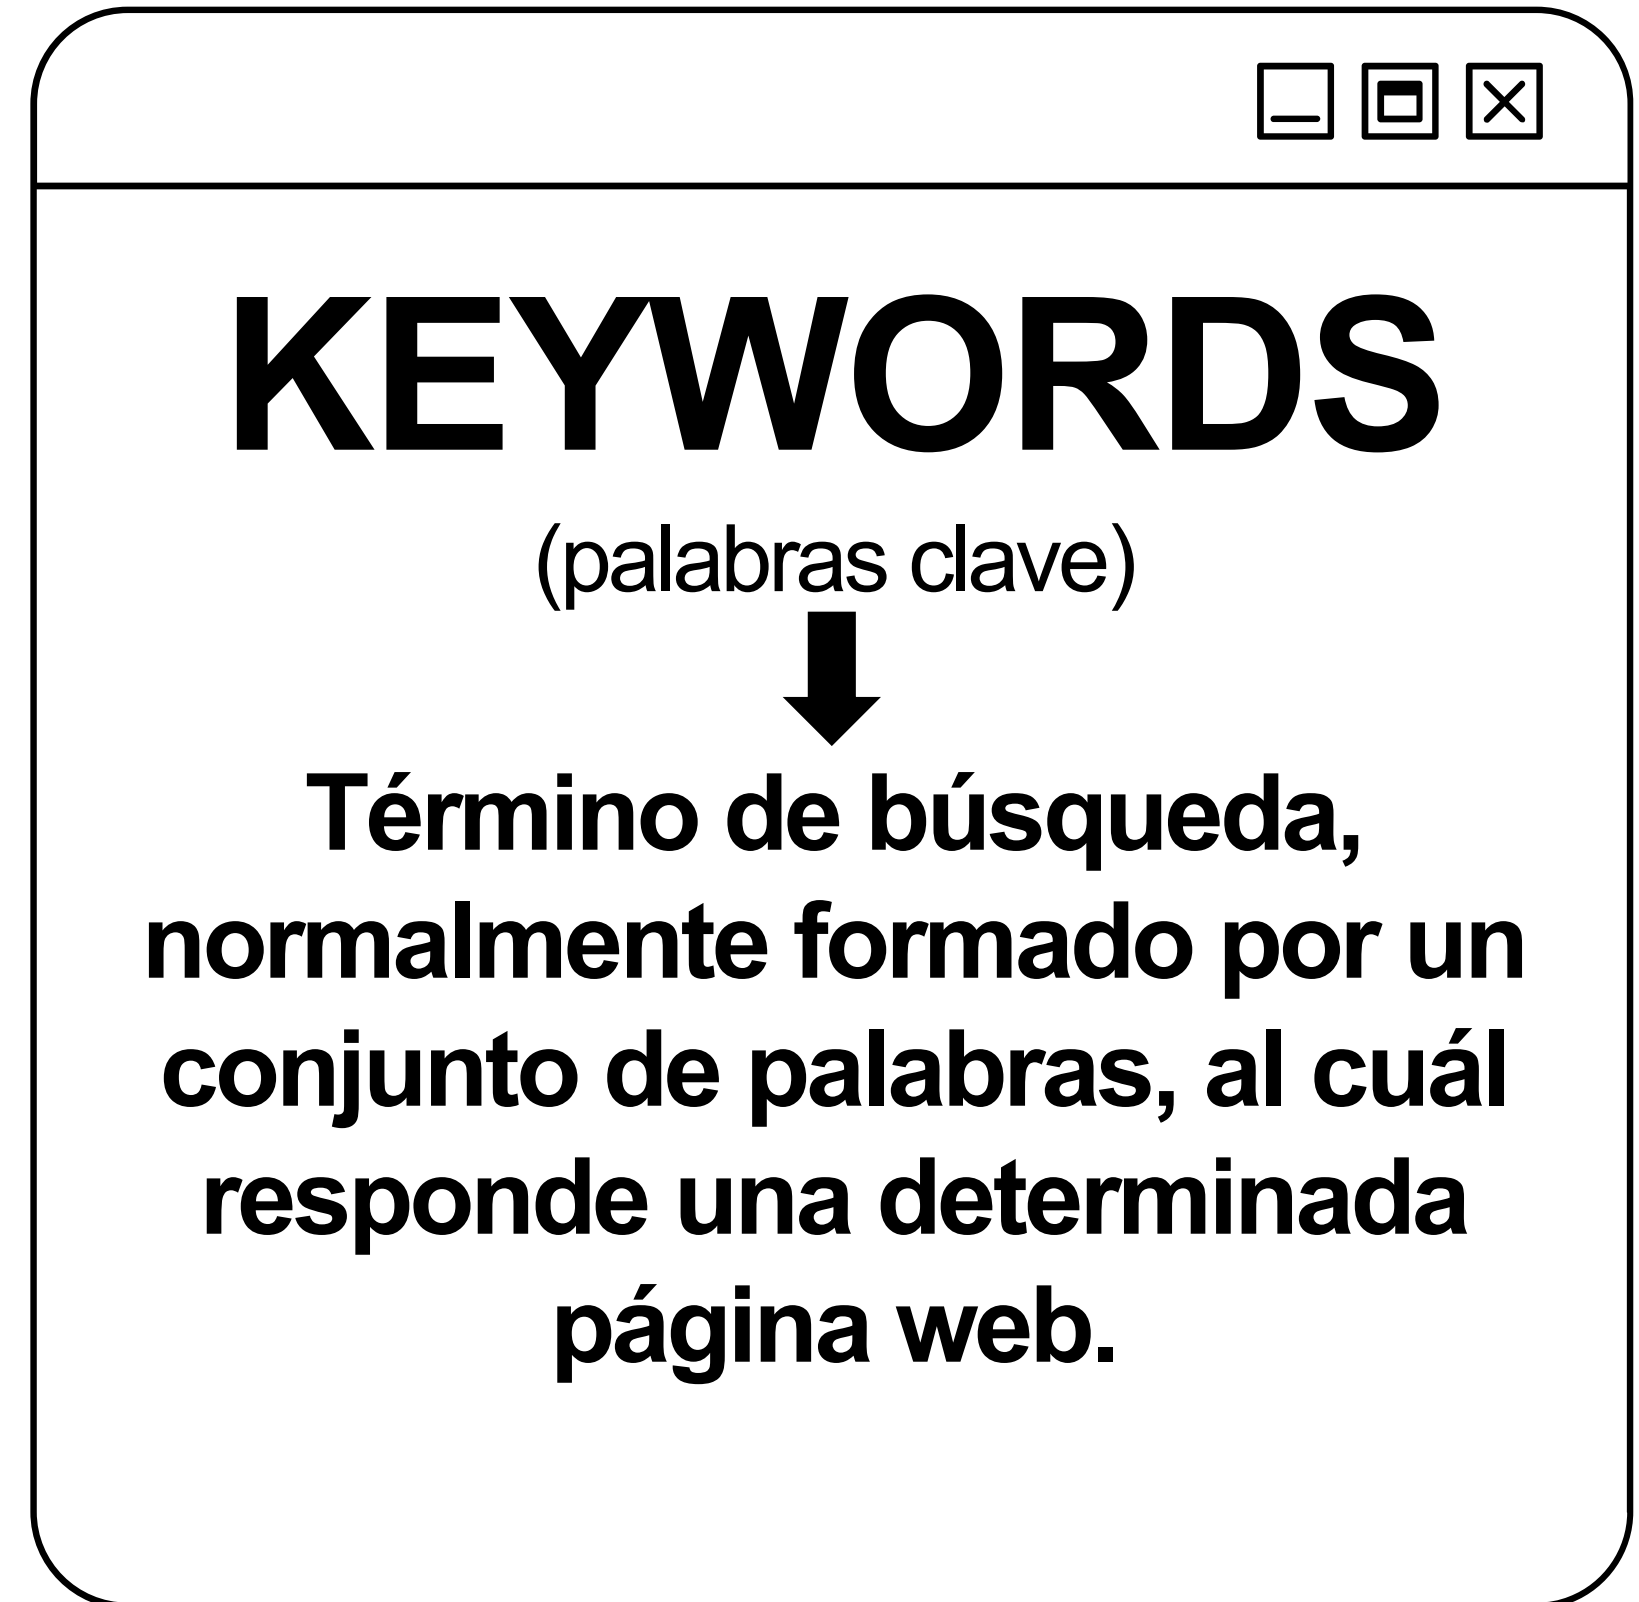 KEYWORDS
(palabras clave)
Término de búsqueda,
normalmente formado por un
conjunto de palabras, al cuál
responde una determinada
página web.